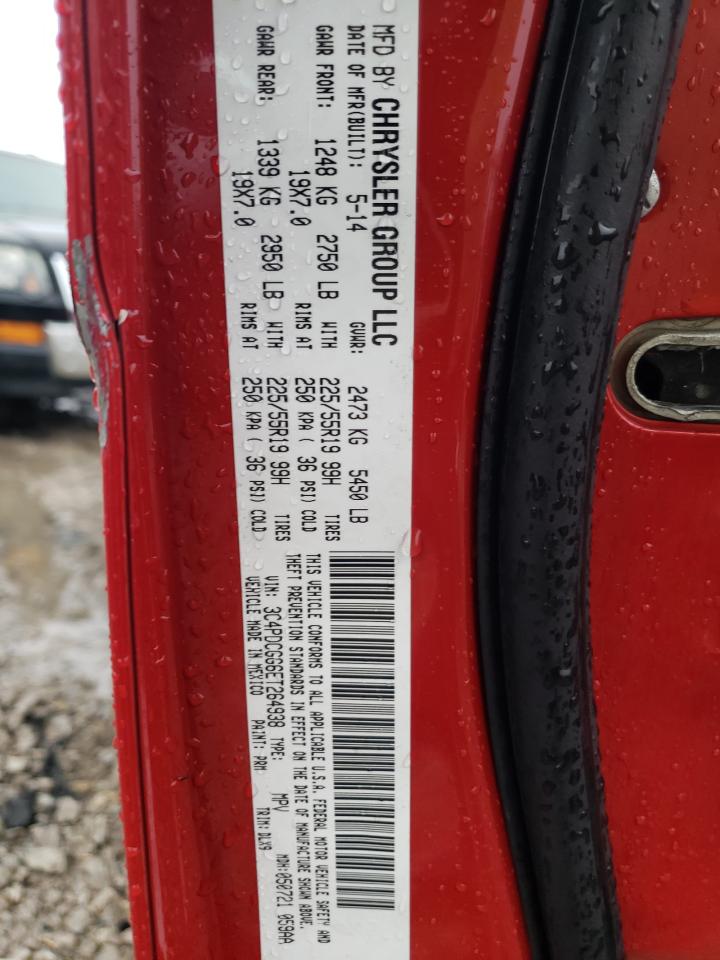 MFD BY CHRYSLER GROUP LLC
DATE OF MFR(BUILT): 5-14 GVWR: 2473 KG 5450 LB
GAWR FRONT: 1248 KG 2750 LB WITH 225/55R19 99H TIRES
19X7.0 RIMS AT 250 KPA ( 36 PSI) COLD
GAWR REAR: 1339 KG 2950 LB WITH 225/55R19 99H TIRES
19X7.0 RIMS AT 250 KPA ( 36 PSI) COLD
THIS VEHICLE CONFORMS TO ALL APPLICABLE U.S.A. FEDERAL MOTOR VEHICLE SAFETY AND
THEFT PREVENTION STANDARDS IN EFFECT ON THE DATE OF MANUFACTURE SHOWN ABOVE.
VIN: 3C4PDCGG6ET264938 TYPE: MPV MDH:050721 059AA
VEHICLE MADE IN MEXICO PAINT: PRM TRIM:DLX9